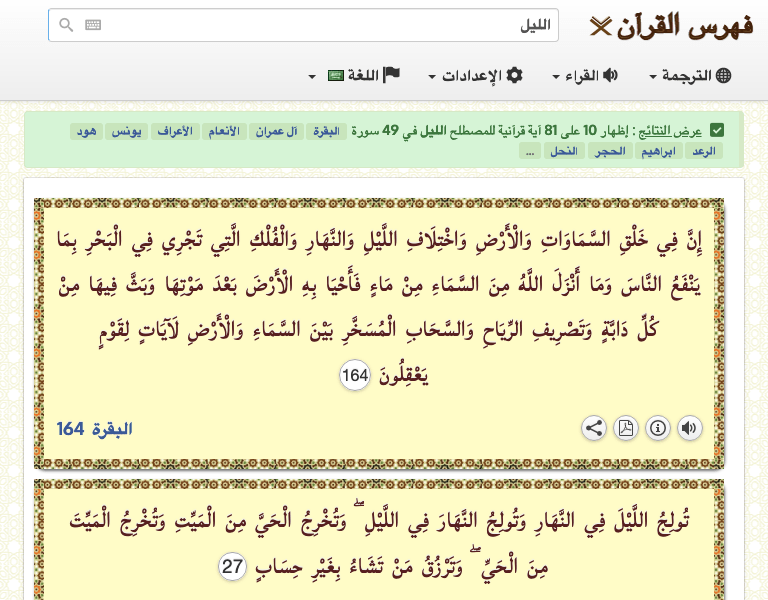 فهرس القرآن
الليل
الترجمة القراء الإعدادات اللغة
عرض النتائج : إظهار 10 على 81 آية قرآنية للمصطلح الليل في 49 سورة البقرة آل عمران الأنعام الأعراف يونس هود
الرعد ابراهيم الحجر النحل ...
إِنَّ فِي خَلْقِ السَّمَاوَاتِ وَالْأَرْضِ وَاخْتِلَافِ اللَّيْلِ وَالنَّهَارِ وَالْفُلْكِ الَّتِي تَجْرِي فِي الْبَحْرِ بِمَا
يَنْفَعُ النَّاسَ وَمَا أَنْزَلَ اللَّهُ مِنَ السَّمَاءِ مِنْ مَاءٍ فَأَحْيَا بِهِ الْأَرْضَ بَعْدَ مَوْتِهَا وَبَثَّ فِيهَا مِنْ
كُلِّ دَابَّةٍ وَتَصْرِيفِ الرِّيَاحِ وَالسَّحَابِ الْمُسَخَّرِ بَيْنَ السَّمَاءِ وَالْأَرْضِ لَآيَاتٍ لِقَوْمٍ
يَعْقِلُونَ 164
البقرة 164
تُولِجُ اللَّيْلَ فِي النَّهَارِ وَتُولِجُ النَّهَارَ فِي اللَّيْلِ ۖ وَتُخْرِجُ الْحَيَّ مِنَ الْمَيِّتِ وَتُخْرِجُ الْمَيِّتَ
مِنَ الْحَيِّ ۖ وَتَرْزُقُ مَنْ تَشَاءُ بِغَيْرِ حِسَابٍ 27